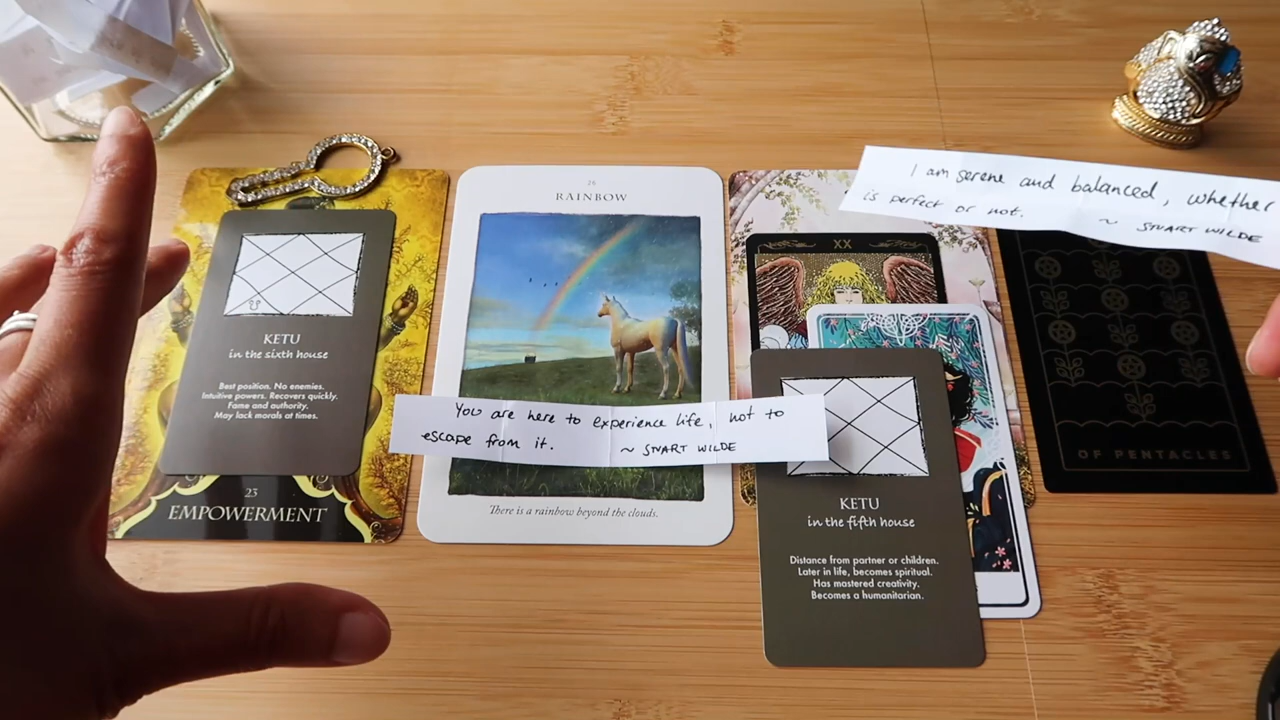 KETU
in the sixth house
Best position. No enemies.
Intuitive powers. Recovers quickly.
Fame and authority.
May lack morals at times.
23
EMPOWERMENT
28
RAINBOW
You are here to experience life, not to
escape from it.
~ STUART WILDE
There is a rainbow beyond the clouds.
XX
KETU
in the fifth house
Distance from partner or children.
Later in life, becomes spiritual.
Has mastered creativity.
Becomes a humanitarian.
I am serene and balanced, whether
is perfect or not.
~ STUART WILDE
OF PENTACLES